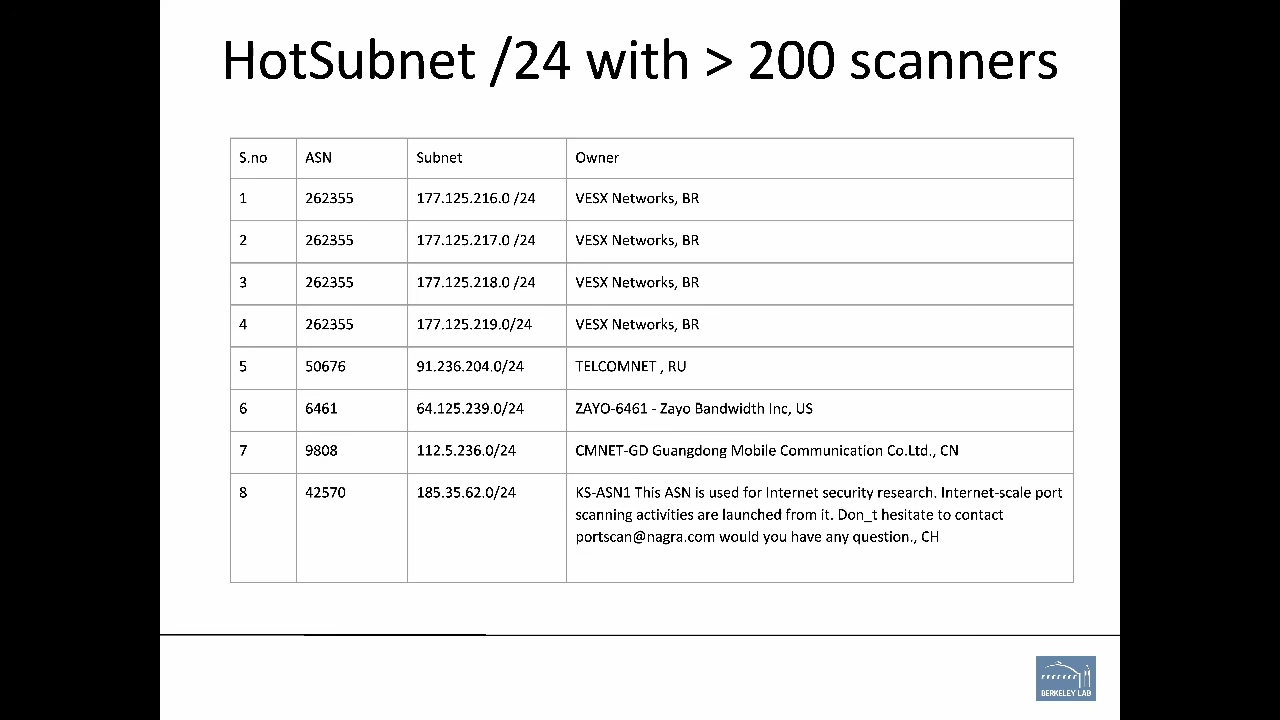 HotSubnet /24 with > 200 scanners
S.no ASN Subnet Owner
1 262355 177.125.216.0 /24 VESX Networks, BR
2 262355 177.125.217.0 /24 VESX Networks, BR
3 262355 177.125.218.0 /24 VESX Networks, BR
4 262355 177.125.219.0/24 VESX Networks, BR
5 50676 91.236.204.0/24 TELCOMNET , RU
6 6461 64.125.239.0/24 ZAYO-6461 - Zayo Bandwidth Inc, US
7 9808 112.5.236.0/24 CMNET-GD Guangdong Mobile Communication Co.Ltd., CN
8 42570 185.35.62.0/24 KS-ASN1 This ASN is used for Internet security research. Internet-scale port
scanning activities are launched from it. Don_t hesitate to contact
portscan@nagra.com would you have any question., CH
BERKELEY LAB